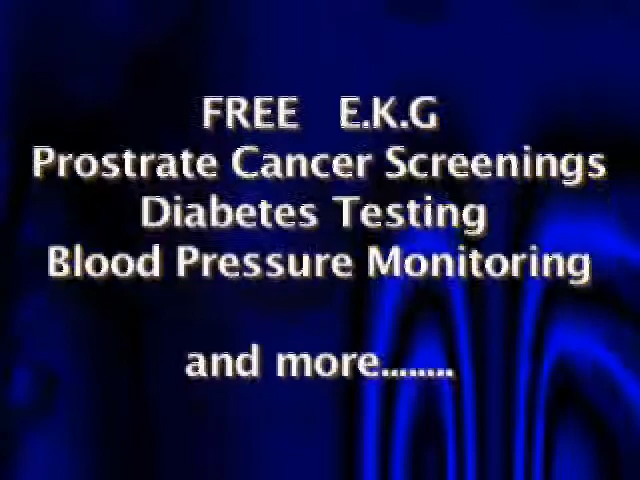 FREE E.K.G
Prostrate Cancer Screenings
Diabetes Testing
Blood Pressure Monitoring
and more........